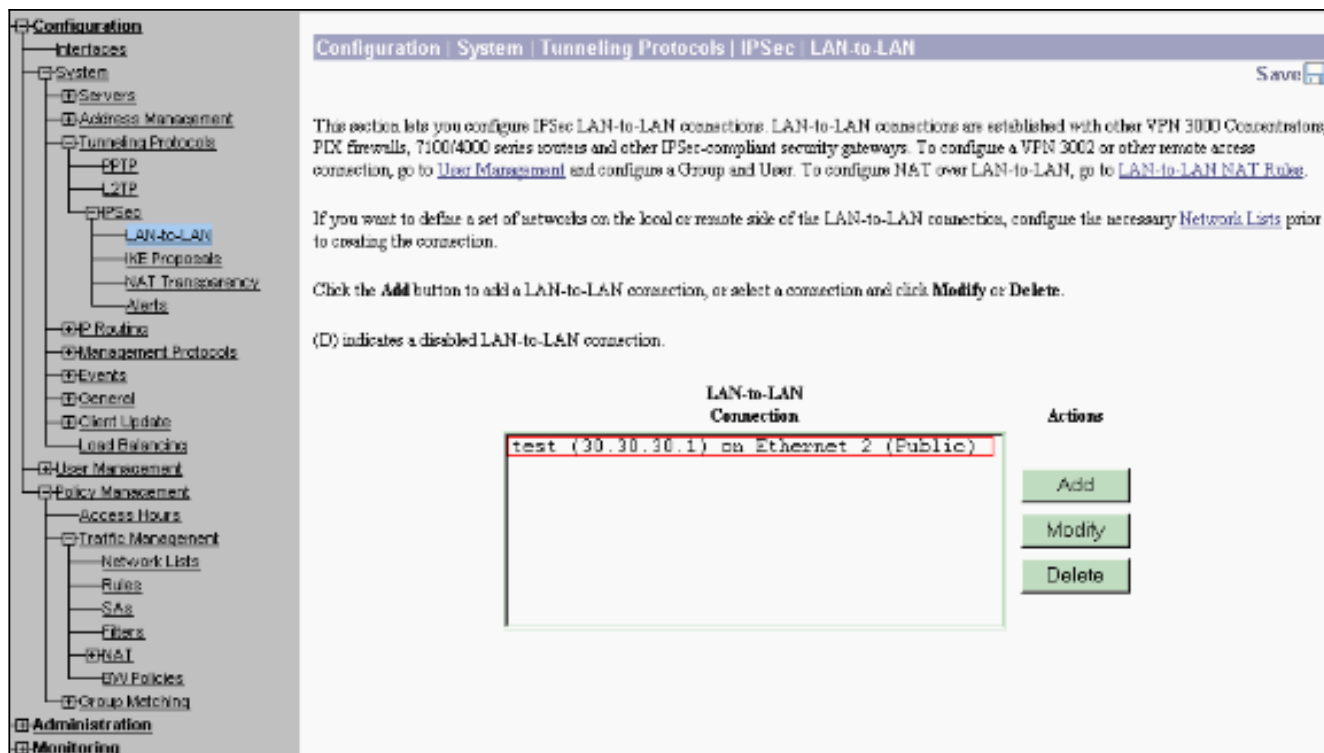 Configuration
Interfaces
System
Servers
Address Management
Tunneling Protocols
PPTP
L2TP
IPSec
LAN-to-LAN
IKE Proposals
NAT Transparency
Alerts
IP Routing
Management Protocols
Events
General
Client Update
Load Balancing
User Management
Policy Management
Access Hours
Traffic Management
Network Lists
Rules
SAs
Filters
NAT
BW Policies
Group Matching
Administration
Monitoring
Configuration | System | Tunneling Protocols | IPSec | LAN-to-LAN
Save
This section lets you configure IPSec LAN-to-LAN connections. LAN-to-LAN connections are established with other VPN 3000 Concentrators,
PIX firewalls, 7100/4000 series routers and other IPSec-compliant security gateways. To configure a VPN 3002 or other remote access
connection, go to User Management and configure a Group and User. To configure NAT over LAN-to-LAN, go to LAN-to-LAN NAT Rules.
If you want to define a set of networks on the local or remote side of the LAN-to-LAN connection, configure the necessary Network Lists prior
to creating the connection.
Click the Add button to add a LAN-to-LAN connection, or select a connection and click Modify or Delete.
(D) indicates a disabled LAN-to-LAN connection.
LAN-to-LAN
Connection
Actions
test (30.30.30.1) on Ethernet 2 (Public)
Add
Modify
Delete